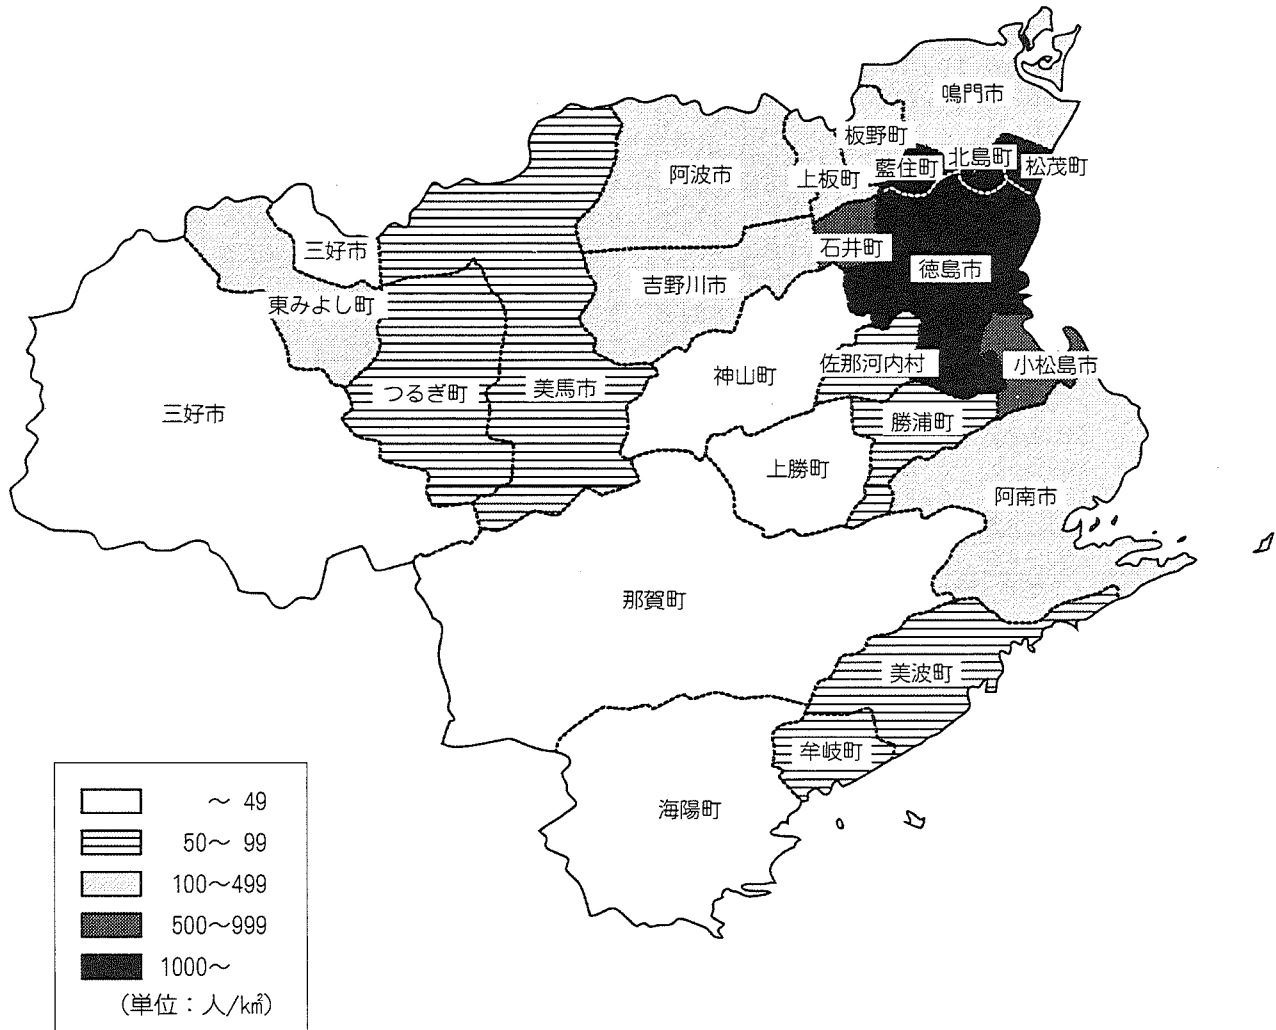 鳴門市
板野町
北島町
藍住町
松茂町
阿波市
上板町
三好市
石井町
徳島市
吉野川市
東みよし町
佐那河内村
小松島市
神山町
つるぎ町
美馬市
三好市
勝浦町
上勝町
阿南市
那賀町
美波町
牟岐町
海陽町
～ 49
50～ 99
100～499
500～999
1000～
(単位：人/km²)